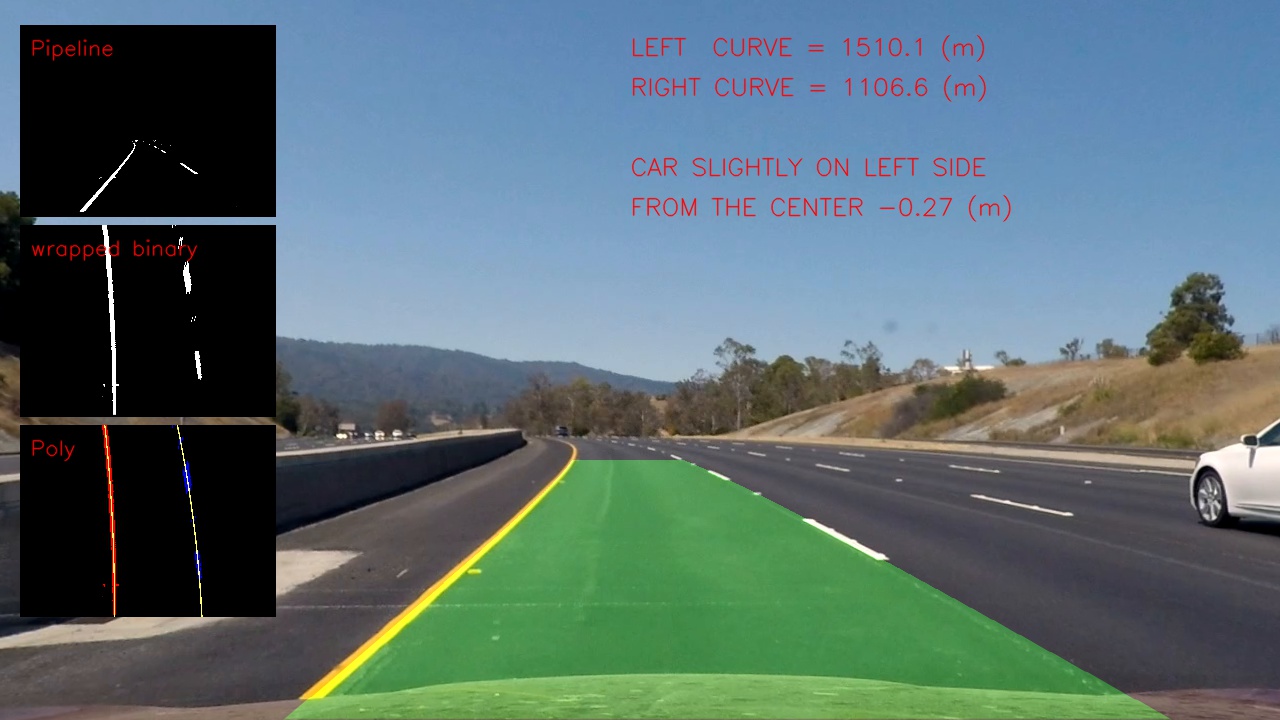 Pipeline
wrapped binary
Poly
LEFT CURVE = 1510.1 (m)
RIGHT CURVE = 1106.6 (m)
CAR SLIGHTLY ON LEFT SIDE
FROM THE CENTER -0.27 (m)